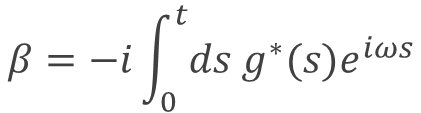 β = −i ∫₀ᵗ ds g*(s)e^{iωs}